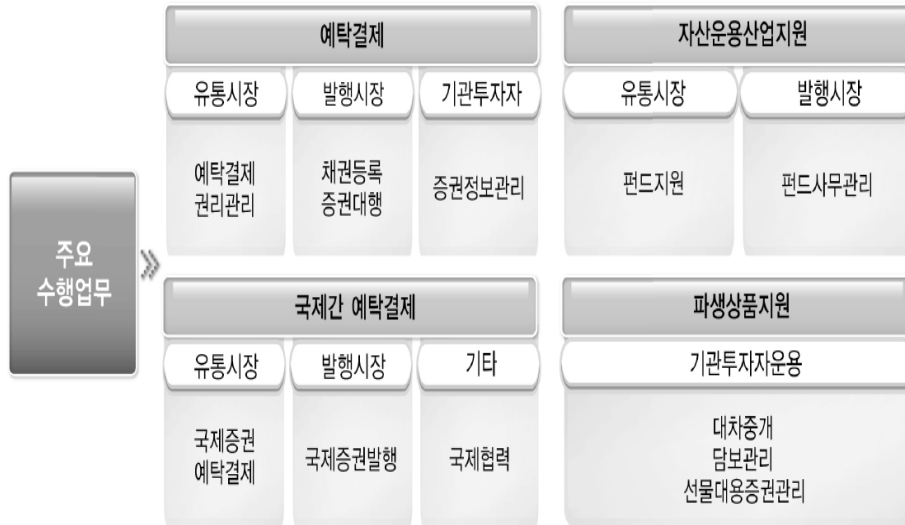 주요
수행업무
예탁결제
유통시장
예탁결제
권리관리
발행시장
채권등록
증권대행
기관투자자
증권정보관리
자산운용산업지원
유통시장
펀드지원
발행시장
펀드사무관리
국제간 예탁결제
유통시장
국제증권
예탁결제
발행시장
국제증권발행
기타
국제협력
파생상품지원
기관투자자운용
대차중개
담보관리
선물대용증권관리